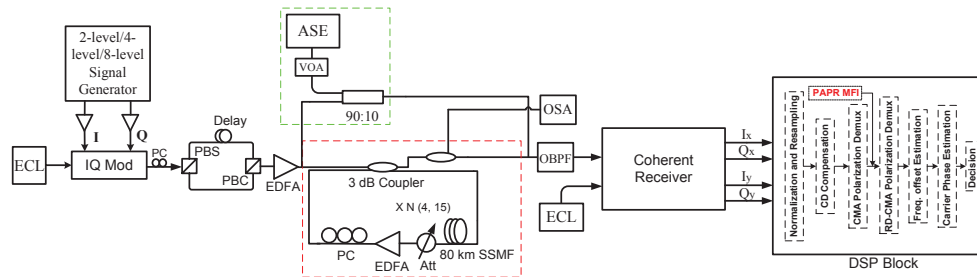 2-level/4-
level/8-level
Signal
Generator
I
Q
ECL
IQ Mod
PC
Delay
PBS
PBC
EDFA
ASE
VOA
90:10
OSA
3 dB Coupler
X N (4, 15)
PC
EDFA
Att
80 km SSMF
OBPF
ECL
Coherent
Receiver
Ix
Qx
Iy
Qy
PAPR MFI
Normalization and Resampling
CD Compensation
CMA Polarization Demux
RD-CMA Polarization Demux
Freq. offset Estimation
Carrier Phase Estimation
Decision
DSP Block